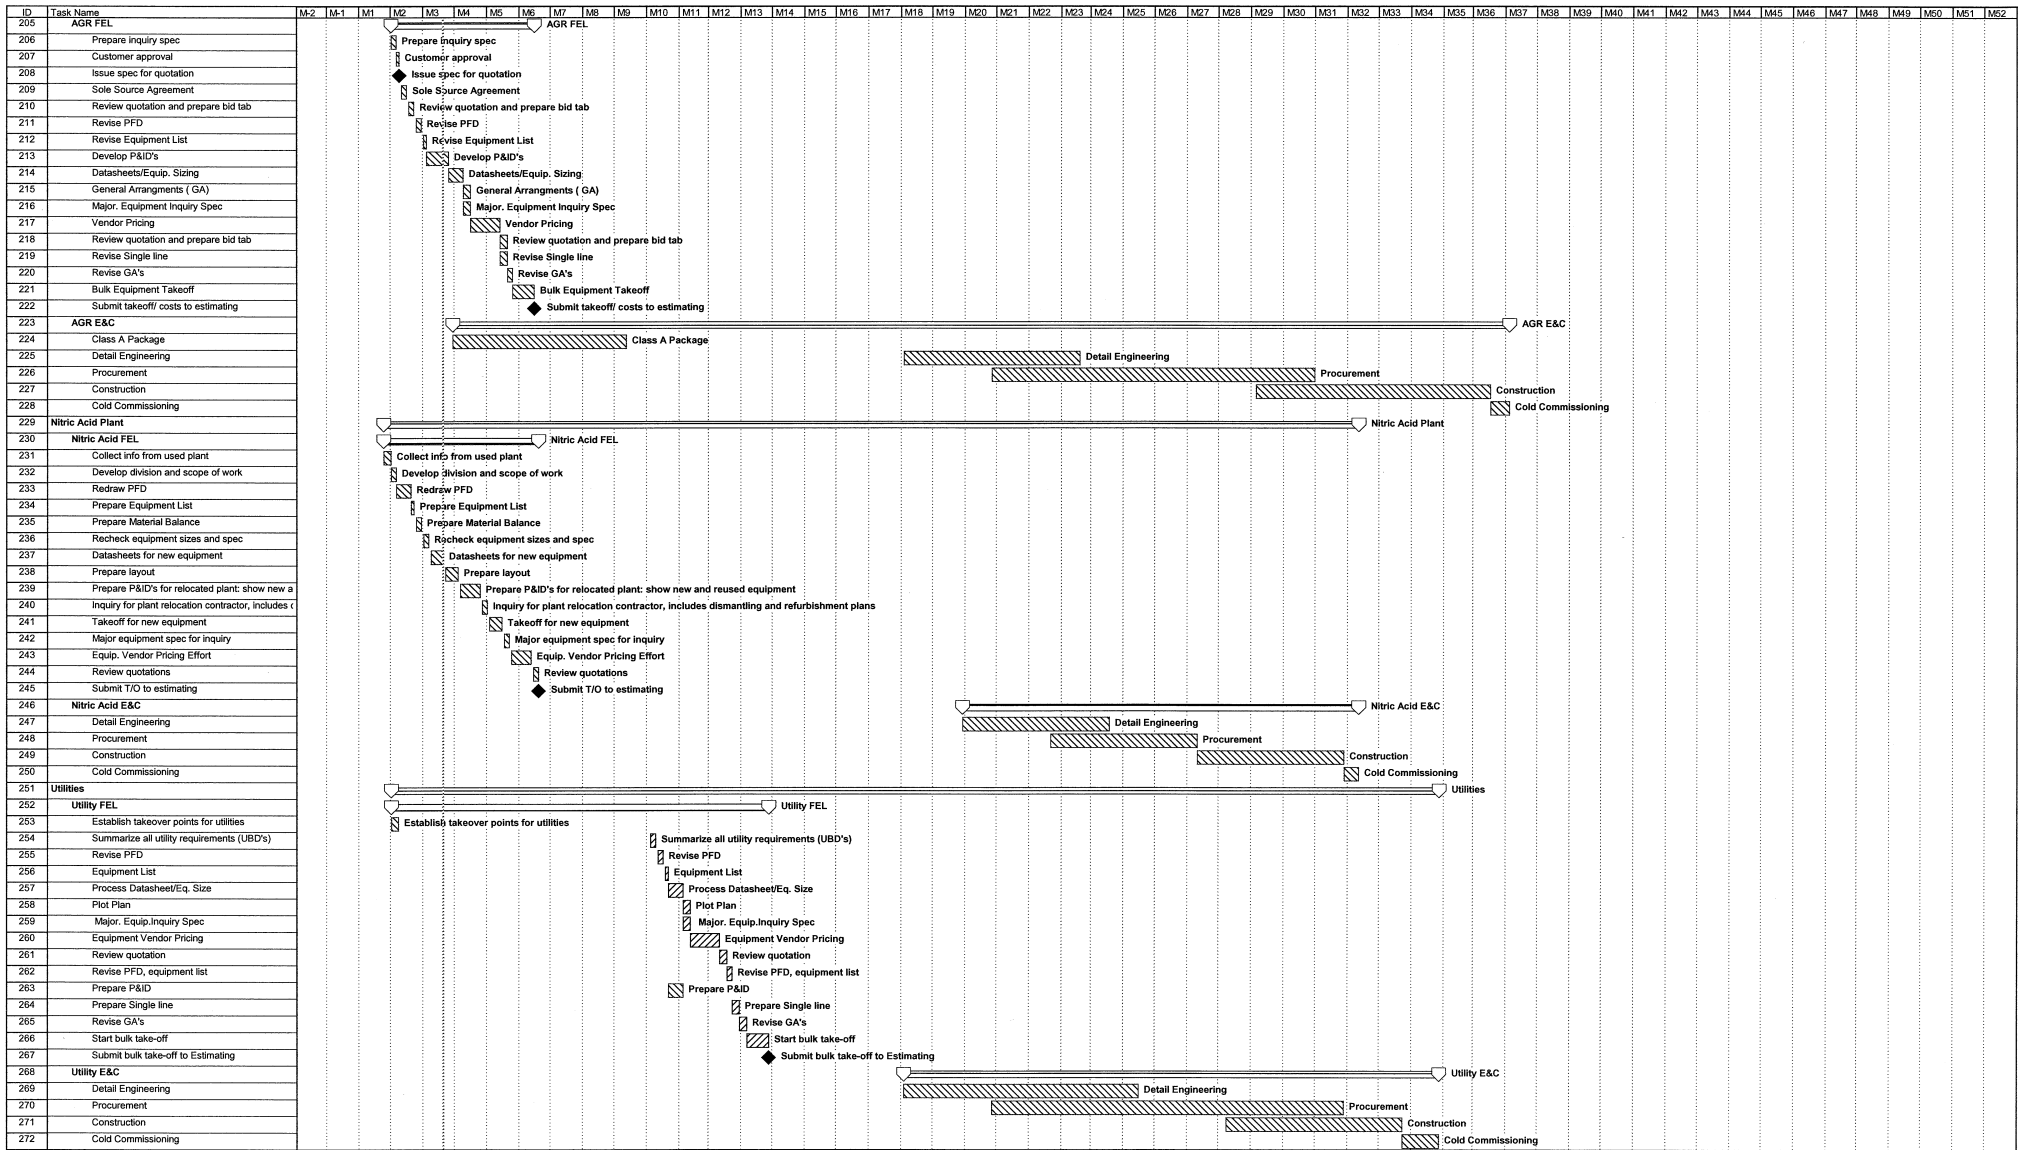 ID Task Name M-2 M-1 M1 M2 M3 M4 M5 M6 M7 M8 M9 M10 M11 M12 M13 M14 M15 M16 M17 M18 M19 M20 M21 M22 M23 M24 M25 M26 M27 M28 M29 M30 M31 M32 M33 M34 M35 M36 M37 M38 M39 M40 M41 M42 M43 M44 M45 M46 M47 M48 M49 M50 M51 M52
205 AGR FEL AGR FEL
206 Prepare inquiry spec Prepare inquiry spec
207 Customer approval Customer approval
208 Issue spec for quotation Issue spec for quotation
209 Sole Source Agreement Sole Source Agreement
210 Review quotation and prepare bid tab Review quotation and prepare bid tab
211 Revise PFD Revise PFD
212 Revise Equipment List Revise Equipment List
213 Develop P&ID's Develop P&ID's
214 Datasheets/Equip. Sizing Datasheets/Equip. Sizing
215 General Arrangments ( GA) General Arrangments ( GA)
216 Major. Equipment Inquiry Spec Major. Equipment Inquiry Spec
217 Vendor Pricing Vendor Pricing
218 Review quotation and prepare bid tab Review quotation and prepare bid tab
219 Revise Single line Revise Single line
220 Revise GA's Revise GA's
221 Bulk Equipment Takeoff Bulk Equipment Takeoff
222 Submit takeoff/ costs to estimating Submit takeoff/ costs to estimating
223 AGR E&C AGR E&C
224 Class A Package Class A Package
225 Detail Engineering Detail Engineering
226 Procurement Procurement
227 Construction Construction
228 Cold Commissioning Cold Commissioning
229 Nitric Acid Plant Nitric Acid Plant
230 Nitric Acid FEL Nitric Acid FEL
231 Collect info from used plant Collect info from used plant
232 Develop division and scope of work Develop division and scope of work
233 Redraw PFD Redraw PFD
234 Prepare Equipment List Prepare Equipment List
235 Prepare Material Balance Prepare Material Balance
236 Recheck equipment sizes and spec Recheck equipment sizes and spec
237 Datasheets for new equipment Datasheets for new equipment
238 Prepare layout Prepare layout
239 Prepare P&ID's for relocated plant: show new a Prepare P&ID's for relocated plant: show new and reused equipment
240 Inquiry for plant relocation contractor, includes Inquiry for plant relocation contractor, includes dismantling and refurbishment plans
241 Takeoff for new equipment Takeoff for new equipment
242 Major equipment spec for inquiry Major equipment spec for inquiry
243 Equip. Vendor Pricing Effort Equip. Vendor Pricing Effort
244 Review quotations Review quotations
245 Submit T/O to estimating Submit T/O to estimating
246 Nitric Acid E&C Nitric Acid E&C
247 Detail Engineering Detail Engineering
248 Procurement Procurement
249 Construction Construction
250 Cold Commissioning Cold Commissioning
251 Utilities Utilities
252 Utility FEL Utility FEL
253 Establish takeover points for utilities Establish takeover points for utilities
254 Summarize all utility requirements (UBD's) Summarize all utility requirements (UBD's)
255 Revise PFD Revise PFD
256 Equipment List Equipment List
257 Process Datasheet/Eq. Size Process Datasheet/Eq. Size
258 Plot Plan Plot Plan
259 Major. Equip.Inquiry Spec Major. Equip.Inquiry Spec
260 Equipment Vendor Pricing Equipment Vendor Pricing
261 Review quotation Review quotation
262 Revise PFD, equipment list Revise PFD, equipment list
263 Prepare P&ID Prepare P&ID
264 Prepare Single line Prepare Single line
265 Revise GA's Revise GA's
266 Start bulk take-off Start bulk take-off
267 Submit bulk take-off to Estimating Submit bulk take-off to Estimating
268 Utility E&C Utility E&C
269 Detail Engineering Detail Engineering
270 Procurement Procurement
271 Construction Construction
272 Cold Commissioning Cold Commissioning